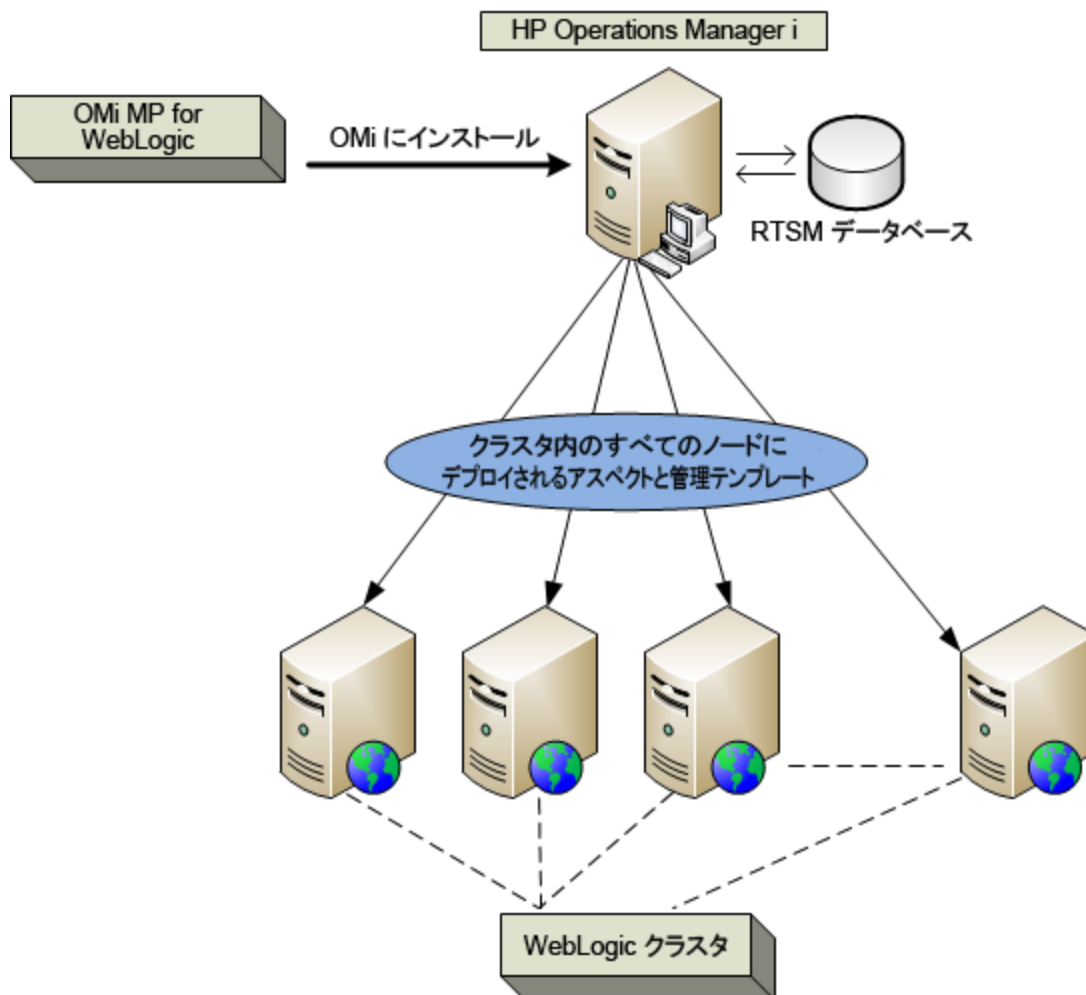 HP Operations Manager i
OMi MP for
WebLogic
OMi にインストール
RTSM データベース
クラスタ内のすべてのノードに
デプロイされるアスペクトと管理テンプレート
WebLogic クラスタ